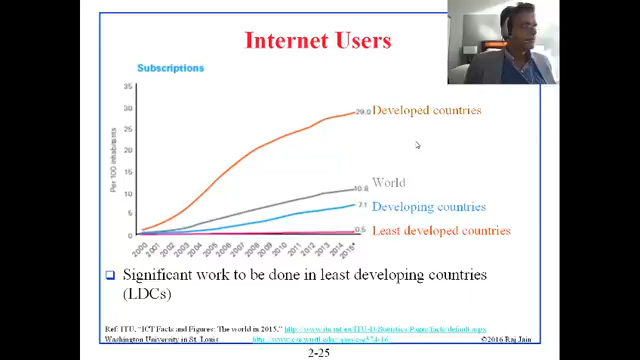 Internet Users
Subscriptions
35
30
25
20
15
10
5
0
Per 100 inhabitants
29.0 Developed countries
World
10.8
7.1 Developing countries
0.5 Least developed countries
2000 2001 2002 2003 2004 2005 2006 2007 2008 2009 2010 2011 2012 2013 2014 2015*
Significant work to be done in least developing countries
(LDCs)
Ref: ITU, "ICT Facts and Figures: The world in 2015,"
Washington University in St. Louis
©2016 Raj Jain
2-25